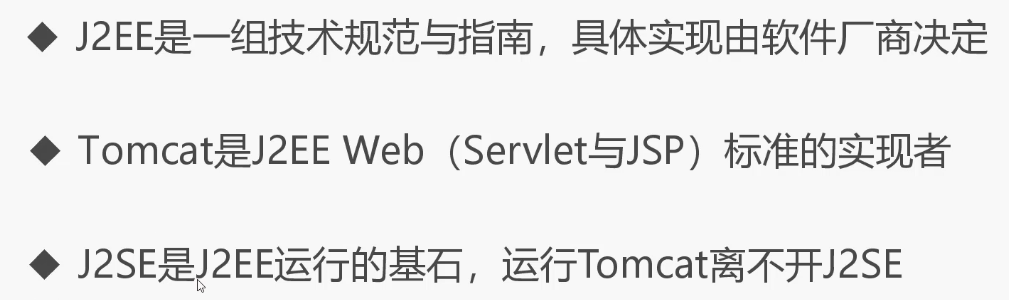 ◆ J2EE是一组技术规范与指南，具体实现由软件厂商决定
◆ Tomcat是J2EE Web（Servlet与JSP）标准的实现者
◆ J2SE是J2EE运行的基石，运行Tomcat离不开J2SE